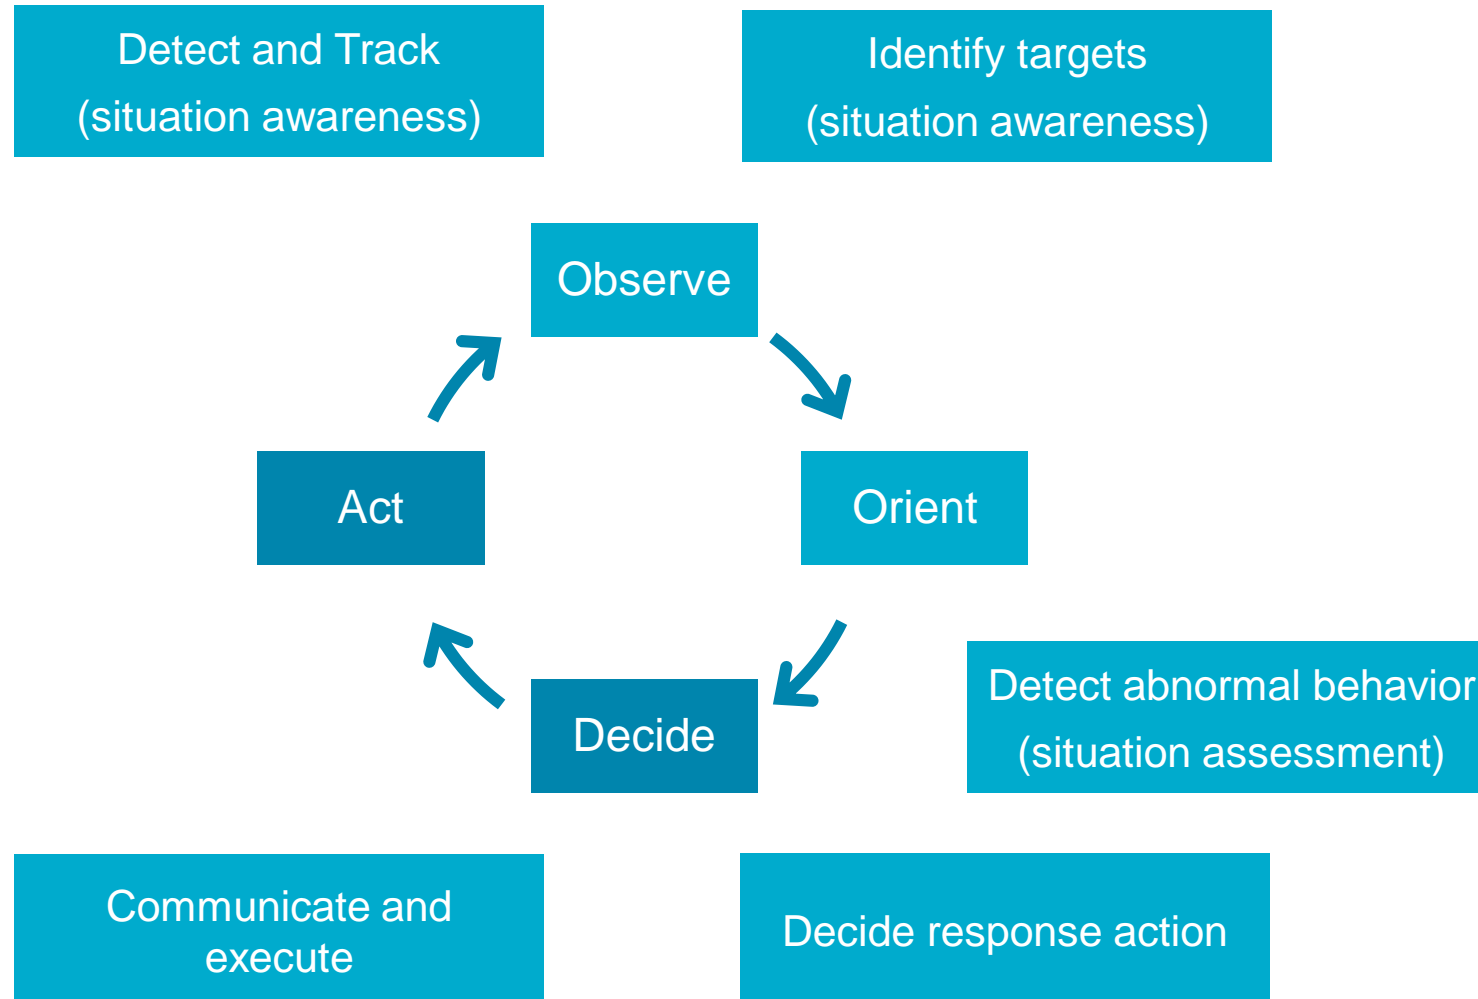 Detect and Track
(situation awareness)
Identify targets
(situation awareness)
Observe
Act
Orient
Decide
Detect abnormal behavior
(situation assessment)
Communicate and
execute
Decide response action